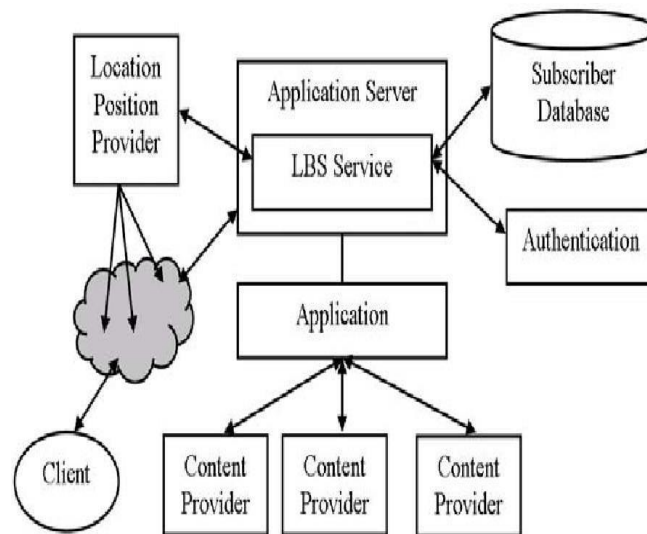 Location
Position
Provider
Application Server
LBS Service
Subscriber
Database
Authentication
Application
Client
Content
Provider
Content
Provider
Content
Provider